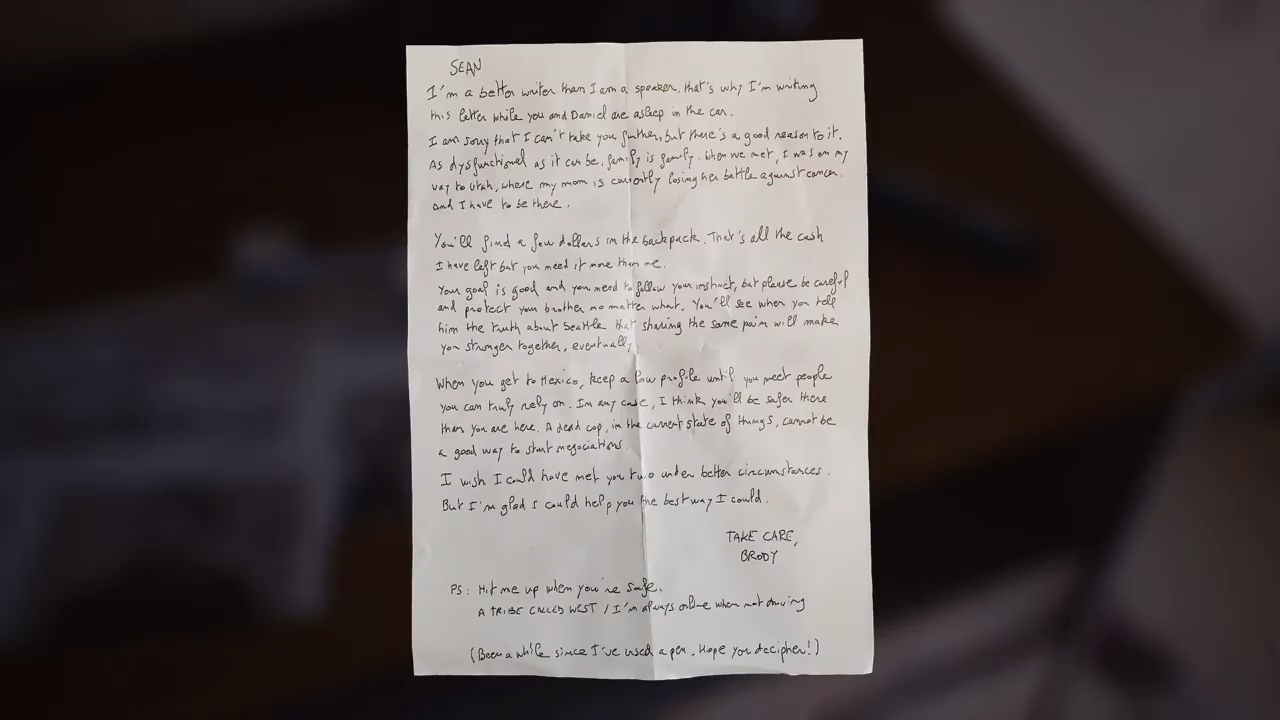 SEAN
I'm a better writer than I am a speaker, that's why I'm writing
this letter while you and Daniel are asleep in the car.
I am sorry that I can't take you further, but there's a good reason to it.
As dysfunctional as it can be, family is family. When we met, I was on my
way to Utah, where my mom is currently losing her battle against cancer.
and I have to be there.
You'll find a few dollars in the backpack. That's all the cash
I have left but you need it more than me.
Your goal is good and you need to follow your instinct, but please be careful
and protect your brother no matter what. You'll see when you tell
him the truth about Seattle that sharing the same pain will make
you stronger together, eventually.
When you get to Mexico, keep a low profile until you meet people
you can truly rely on. In any case, I think you'll be safer there
than you are here. A dead cop, in the current state of things, cannot be
a good way to start negociations.
I wish I could have met you two under better circumstances.
But I'm glad I could help you the best way I could.
TAKE CARE,
BRODY
PS: Hit me up when you're safe.
A TRIBE CALLED WEST / I'm always online when not driving
(Been a while since I've used a pen. Hope you decipher!)